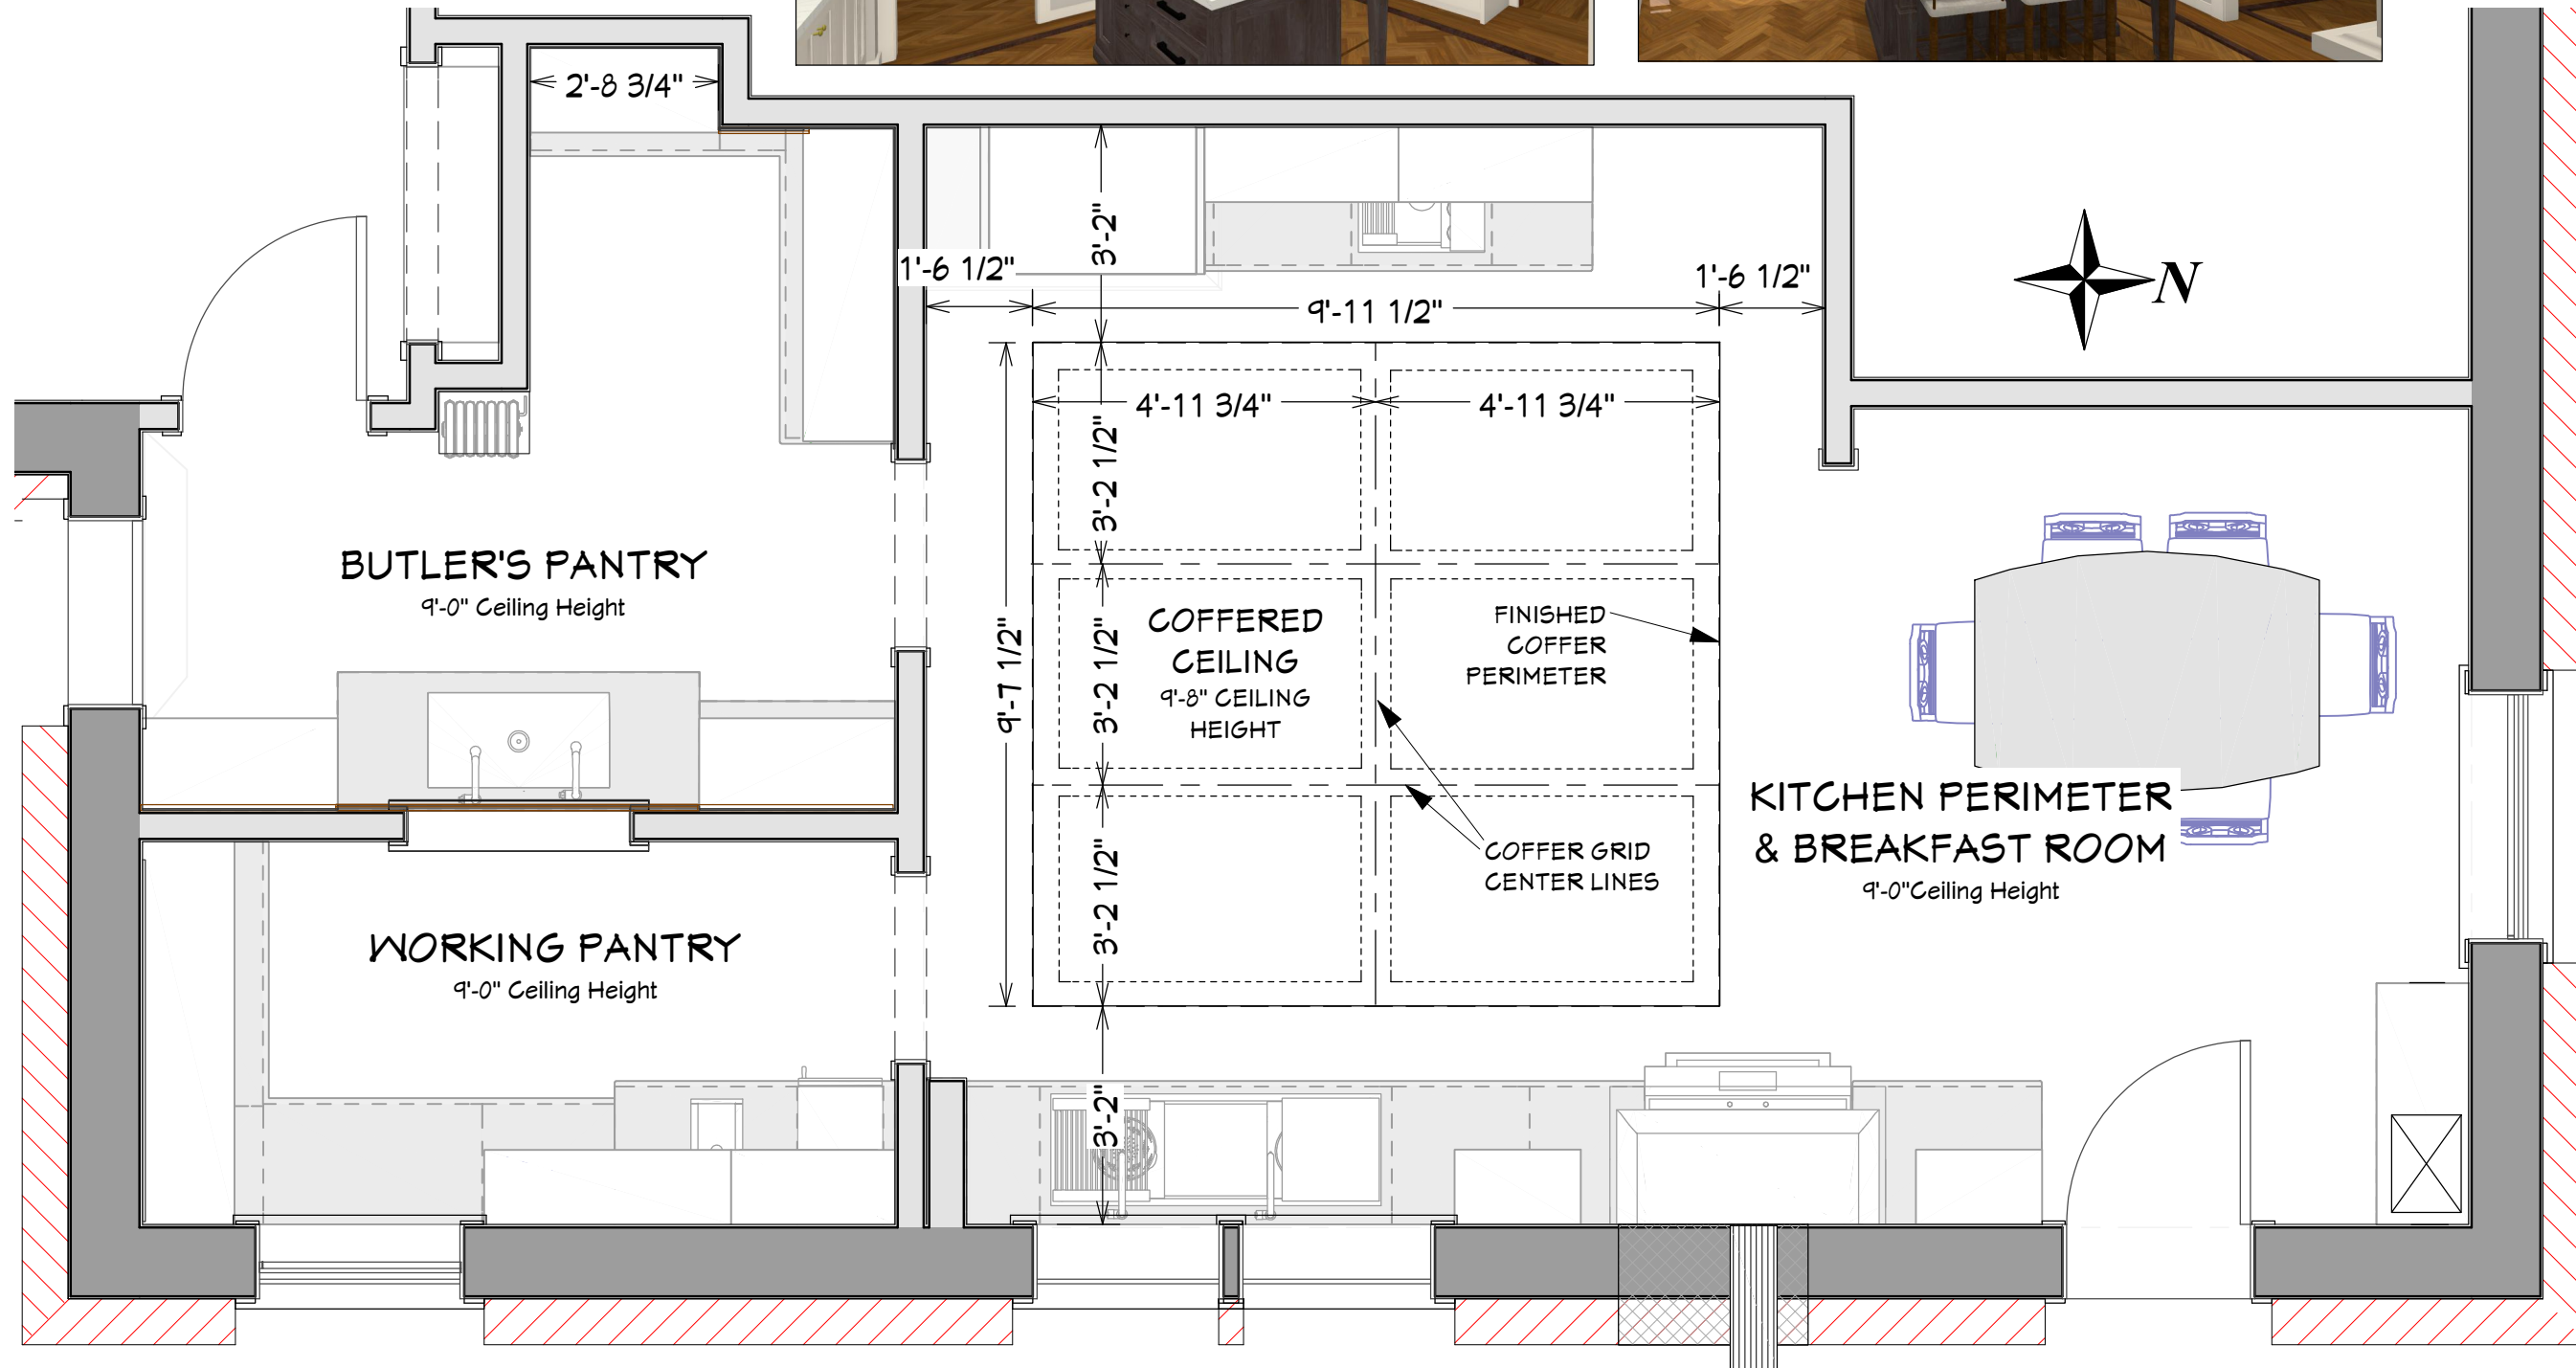 2'-8 3/4"
3'-2"
1'-6 1/2"
1'-6 1/2"
9'-11 1/2"
N
4'-11 3/4"
4'-11 3/4"
3'-2 1/2"
BUTLER'S PANTRY
9'-0" Ceiling Height
9'-7 1/2"
3'-2 1/2"
COFFERED
CEILING
9'-8" CEILING
HEIGHT
FINISHED
COFFER
PERIMETER
KITCHEN PERIMETER
& BREAKFAST ROOM
9'-0"Ceiling Height
3'-2 1/2"
COFFER GRID
CENTER LINES
WORKING PANTRY
9'-0" Ceiling Height
3'-2"